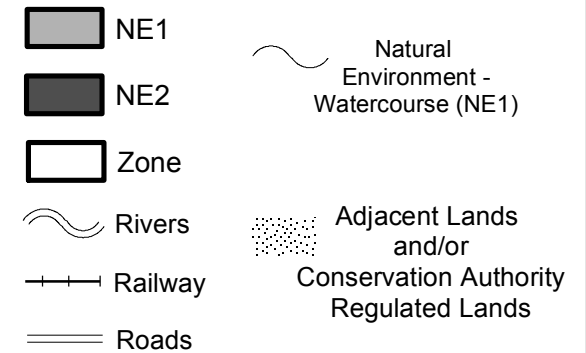 NE1
NE2
Zone
Rivers
Railway
Roads
Natural
Environment -
Watercourse (NE1)
Adjacent Lands
and/or
Conservation Authority
Regulated Lands